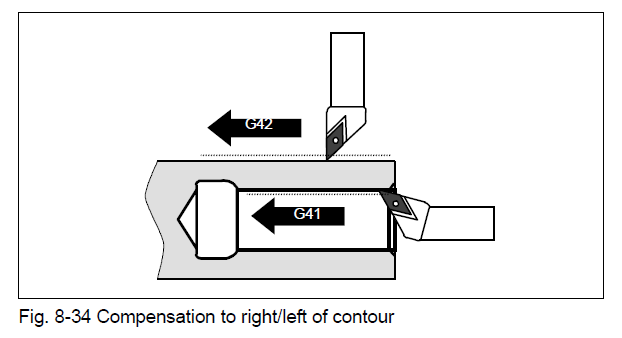 G42
G41
Fig. 8-34 Compensation to right/left of contour